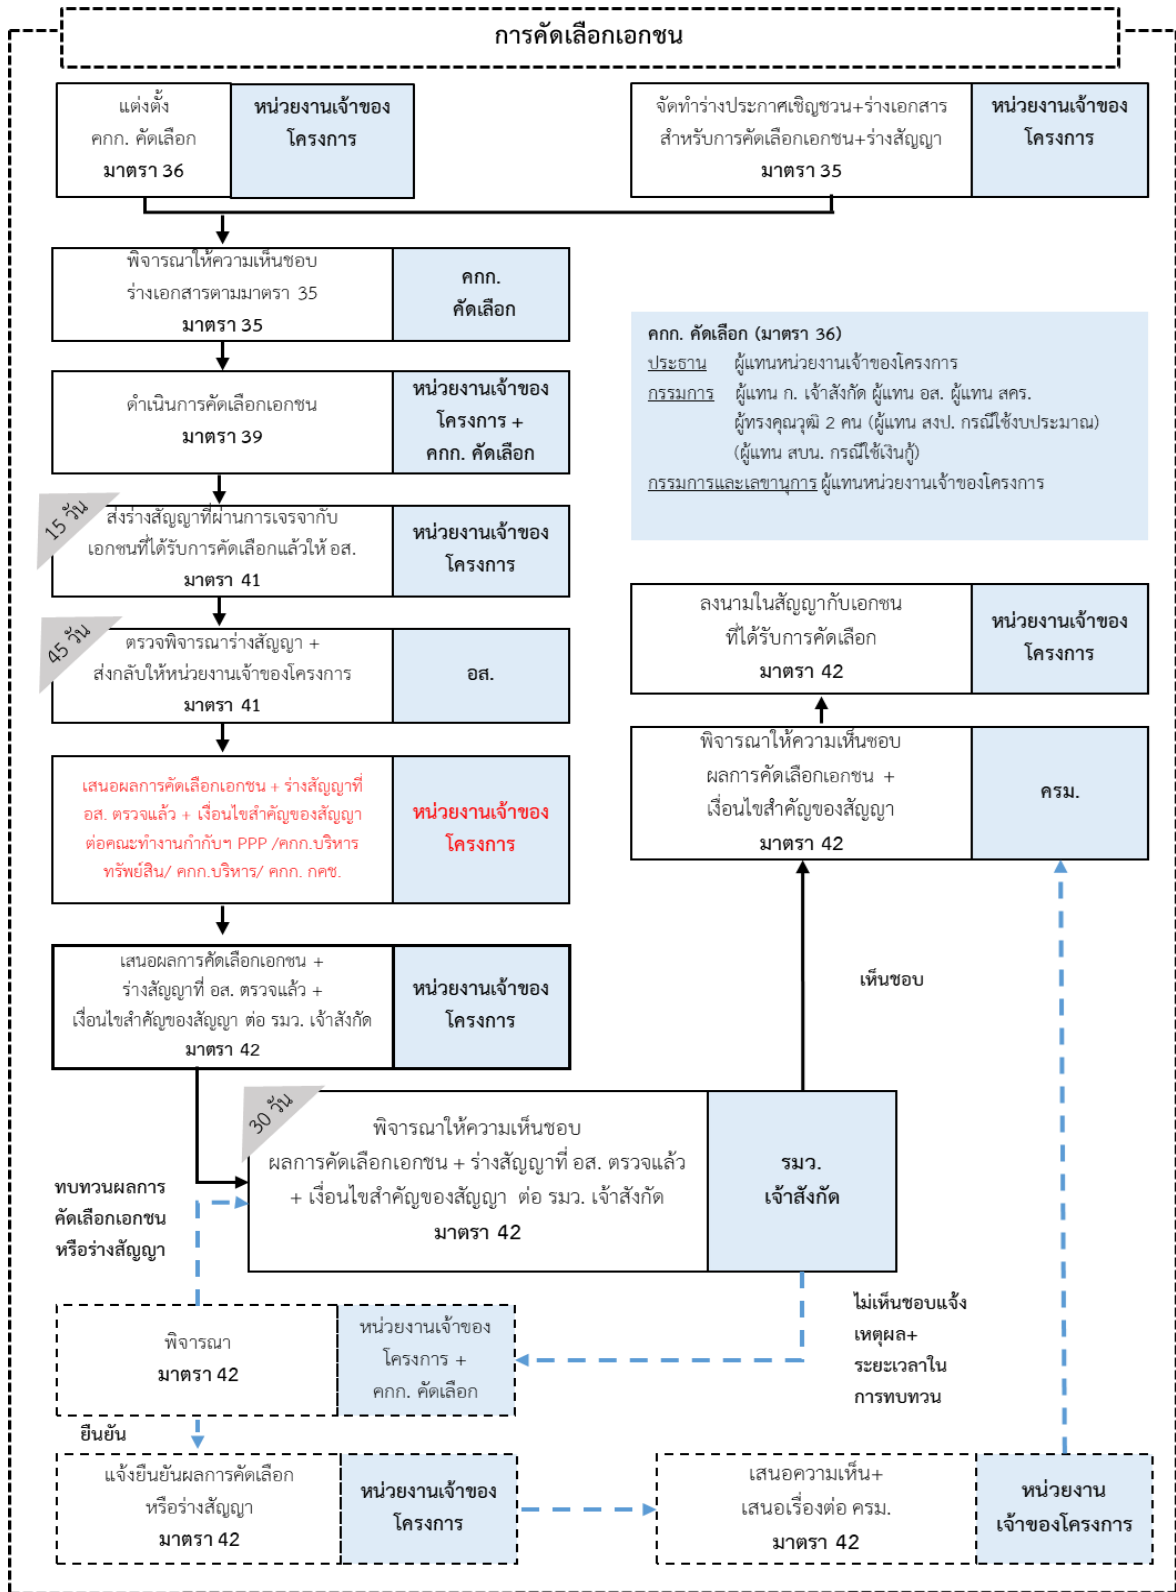 การคัดเลือกเอกชน
แต่งตั้ง
คกก. คัดเลือก
มาตรา 36
หน่วยงานเจ้าของ
โครงการ
จัดทำร่างประกาศเชิญชวน+ร่างเอกสาร
สำหรับการคัดเลือกเอกชน+ร่างสัญญา
มาตรา 35
หน่วยงานเจ้าของ
โครงการ
พิจารณาให้ความเห็นชอบ
ร่างเอกสารตามมาตรา 35
มาตรา 35
คกก.
คัดเลือก
คกก. คัดเลือก (มาตรา 36)
ประธาน ผู้แทนหน่วยงานเจ้าของโครงการ
กรรมการ ผู้แทน ก. เจ้าสังกัด ผู้แทน อส. ผู้แทน สคร.
ผู้ทรงคุณวุฒิ 2 คน (ผู้แทน สงป. กรณีใช้งบประมาณ)
(ผู้แทน สบน. กรณีใช้เงินกู้)
กรรมการและเลขานุการ ผู้แทนหน่วยงานเจ้าของโครงการ
ดำเนินการคัดเลือกเอกชน
มาตรา 39
หน่วยงานเจ้าของ
โครงการ +
คกก. คัดเลือก
15 วัน
ส่งร่างสัญญาที่ผ่านการเจรจากับ
เอกชนที่ได้รับการคัดเลือกแล้วให้ อส.
มาตรา 41
หน่วยงานเจ้าของ
โครงการ
45 วัน
ตรวจพิจารณาร่างสัญญา +
ส่งกลับให้หน่วยงานเจ้าของโครงการ
มาตรา 41
อส.
ลงนามในสัญญากับเอกชน
ที่ได้รับการคัดเลือก
มาตรา 42
หน่วยงานเจ้าของ
โครงการ
เสนอผลการคัดเลือกเอกชน + ร่างสัญญาที่
อส. ตรวจแล้ว + เงื่อนไขสำคัญของสัญญา
ต่อคณะทำงานกำกับฯ PPP /คกก.บริหาร
ทรัพย์สิน/ คกก.บริหาร/ คกก. กคช.
หน่วยงานเจ้าของ
โครงการ
พิจารณาให้ความเห็นชอบ
ผลการคัดเลือกเอกชน +
เงื่อนไขสำคัญของสัญญา
มาตรา 42
ครม.
เสนอผลการคัดเลือกเอกชน +
ร่างสัญญาที่ อส. ตรวจแล้ว +
เงื่อนไขสำคัญของสัญญา ต่อ รมว. เจ้าสังกัด
มาตรา 42
หน่วยงานเจ้าของ
โครงการ
เห็นชอบ
30 วัน
พิจารณาให้ความเห็นชอบ
ผลการคัดเลือกเอกชน + ร่างสัญญาที่ อส. ตรวจแล้ว
+ เงื่อนไขสำคัญของสัญญา ต่อ รมว. เจ้าสังกัด
มาตรา 42
รมว.
เจ้าสังกัด
ทบทวนผลการ
คัดเลือกเอกชน
หรือร่างสัญญา
ไม่เห็นชอบแจ้ง
เหตุผล+
ระยะเวลาใน
การทบทวน
พิจารณา
มาตรา 42
หน่วยงานเจ้าของ
โครงการ +
คกก. คัดเลือก
ยืนยัน
แจ้งยืนยันผลการคัดเลือก
หรือร่างสัญญา
มาตรา 42
หน่วยงานเจ้าของ
โครงการ
เสนอความเห็น+
เสนอเรื่องต่อ ครม.
มาตรา 42
หน่วยงาน
เจ้าของโครงการ